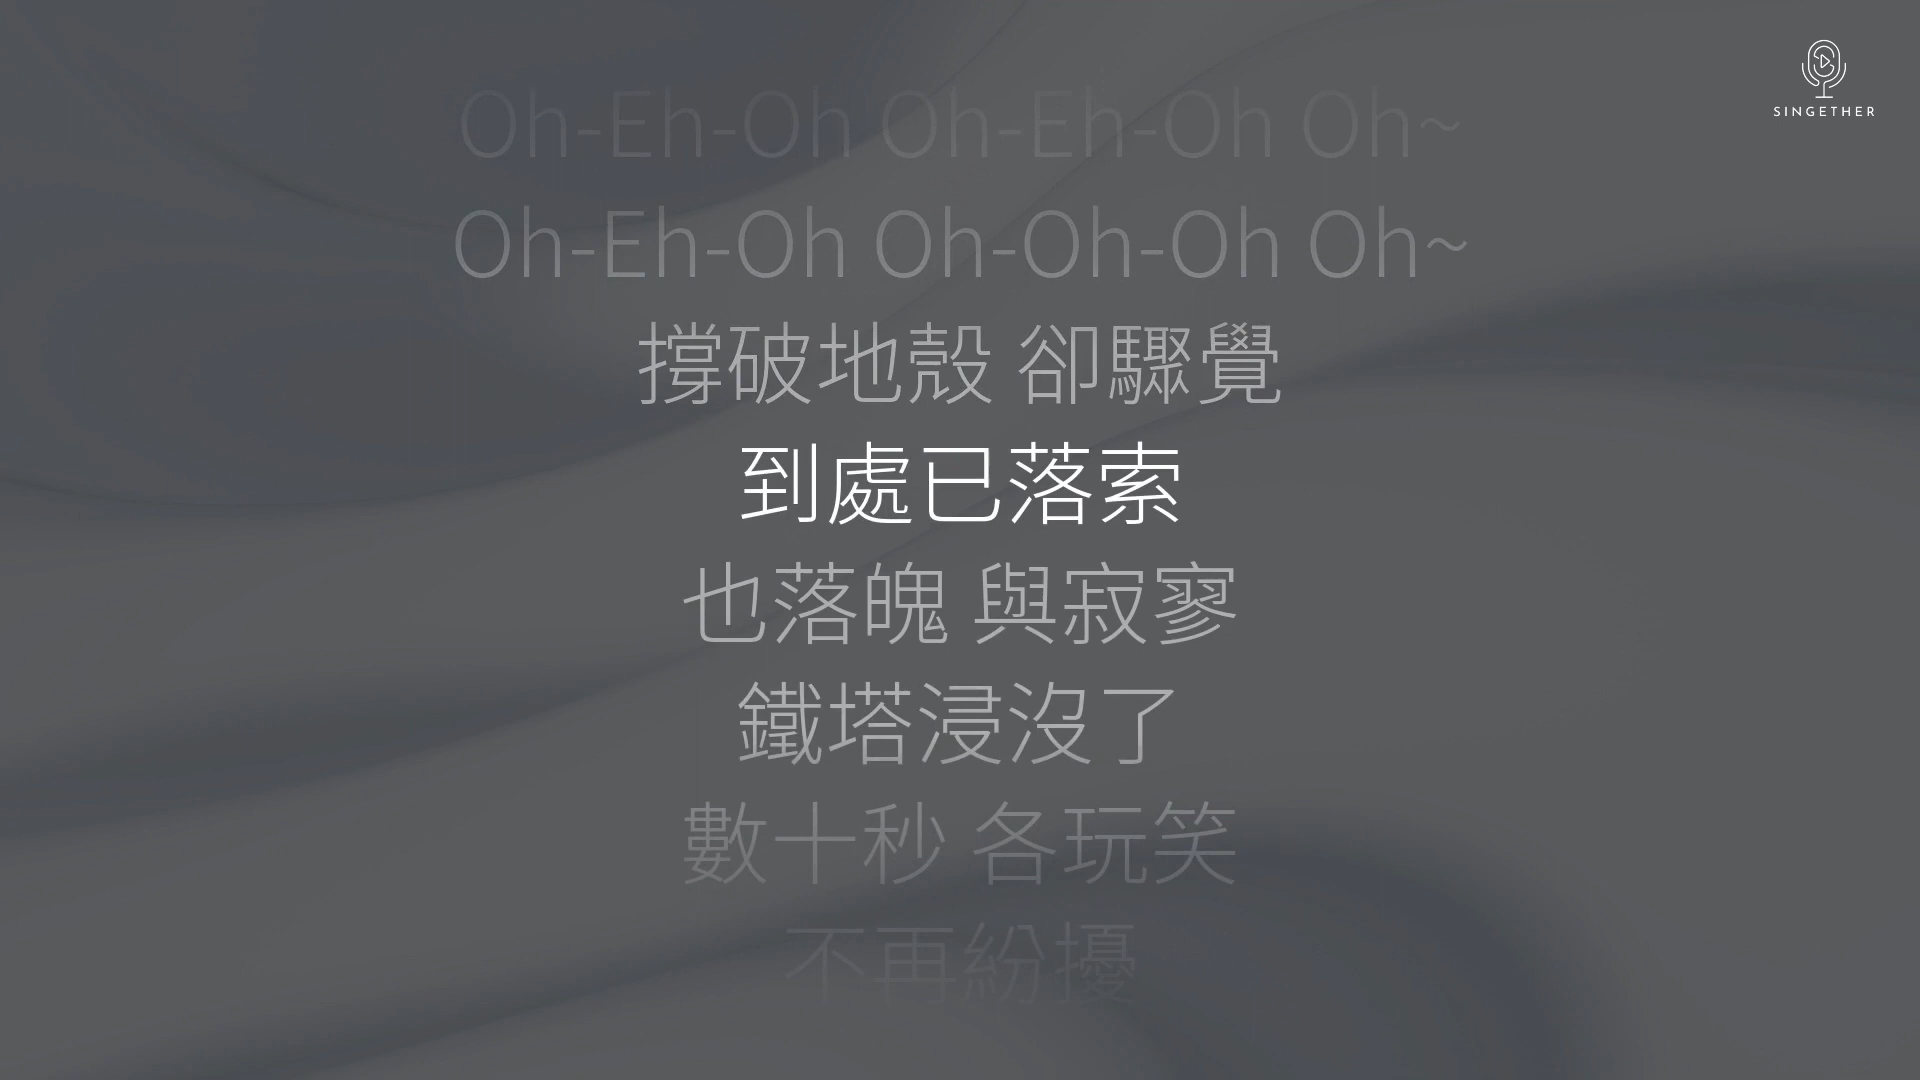 SINGETHER
Oh-Eh-Oh Oh-Eh-Oh Oh~
Oh-Eh-Oh Oh-Oh-Oh Oh~
撐破地殼 卻驟覺
到處已落索
也落魄 與寂寥
鐵塔浸沒了
數十秒 各玩笑
不再紛擾